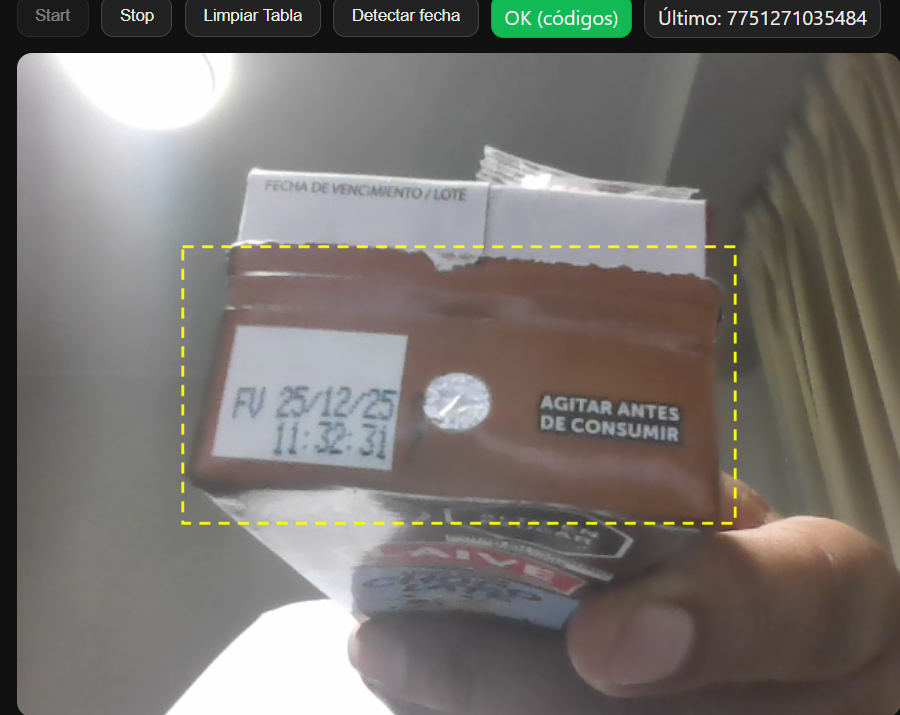 Start Stop Limpiar Tabla Detectar fecha OK (códigos) Último: 7751271035484
FECHA DE VENCIMIENTO / LOTE
FV 25/12/25
11:32:31
AGITAR ANTES
DE CONSUMIR
LAIVE